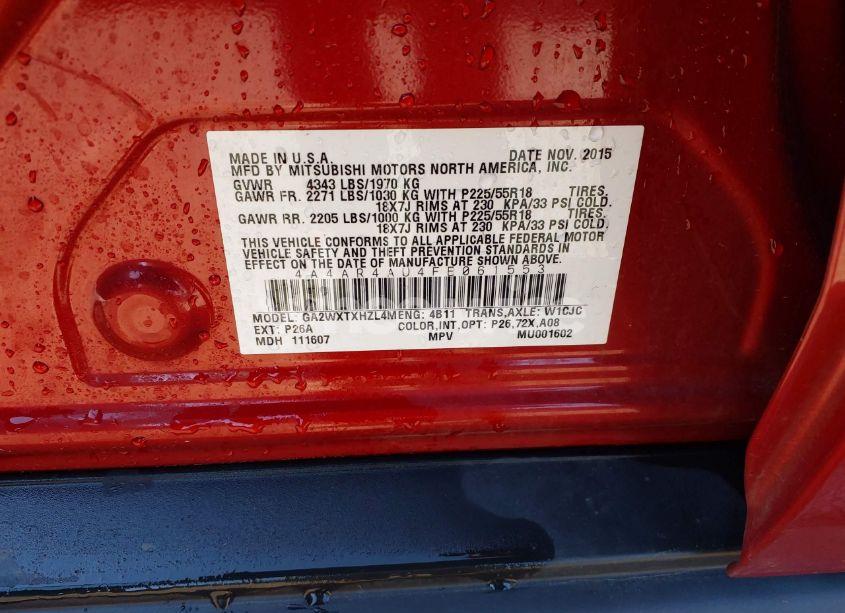 MADE IN U.S.A. DATE NOV. 2015
MFD BY MITSUBISHI MOTORS NORTH AMERICA, INC.
GVWR 4343 LBS/1970 KG
GAWR FR. 2271 LBS/1030 KG WITH P225/55R18 TIRES.
18X7J RIMS AT 230 KPA/33 PSI COLD.
GAWR RR. 2205 LBS/1000 KG WITH P225/55R18 TIRES.
18X7J RIMS AT 230 KPA/33 PSI COLD.
THIS VEHICLE CONFORMS TO ALL APPLICABLE FEDERAL MOTOR
VEHICLE SAFETY AND THEFT PREVENTION STANDARDS IN
EFFECT ON THE DATE OF MANUFACTURE SHOWN ABOVE.
4A4AR4AU4FE061553
MODEL: GA2WXTXHZL4M ENG: 4B11 TRANS,AXLE: W1CJC
EXT: P26A COLOR,INT,OPT: P26,72X,A08
MDH 111607 MPV MU001602